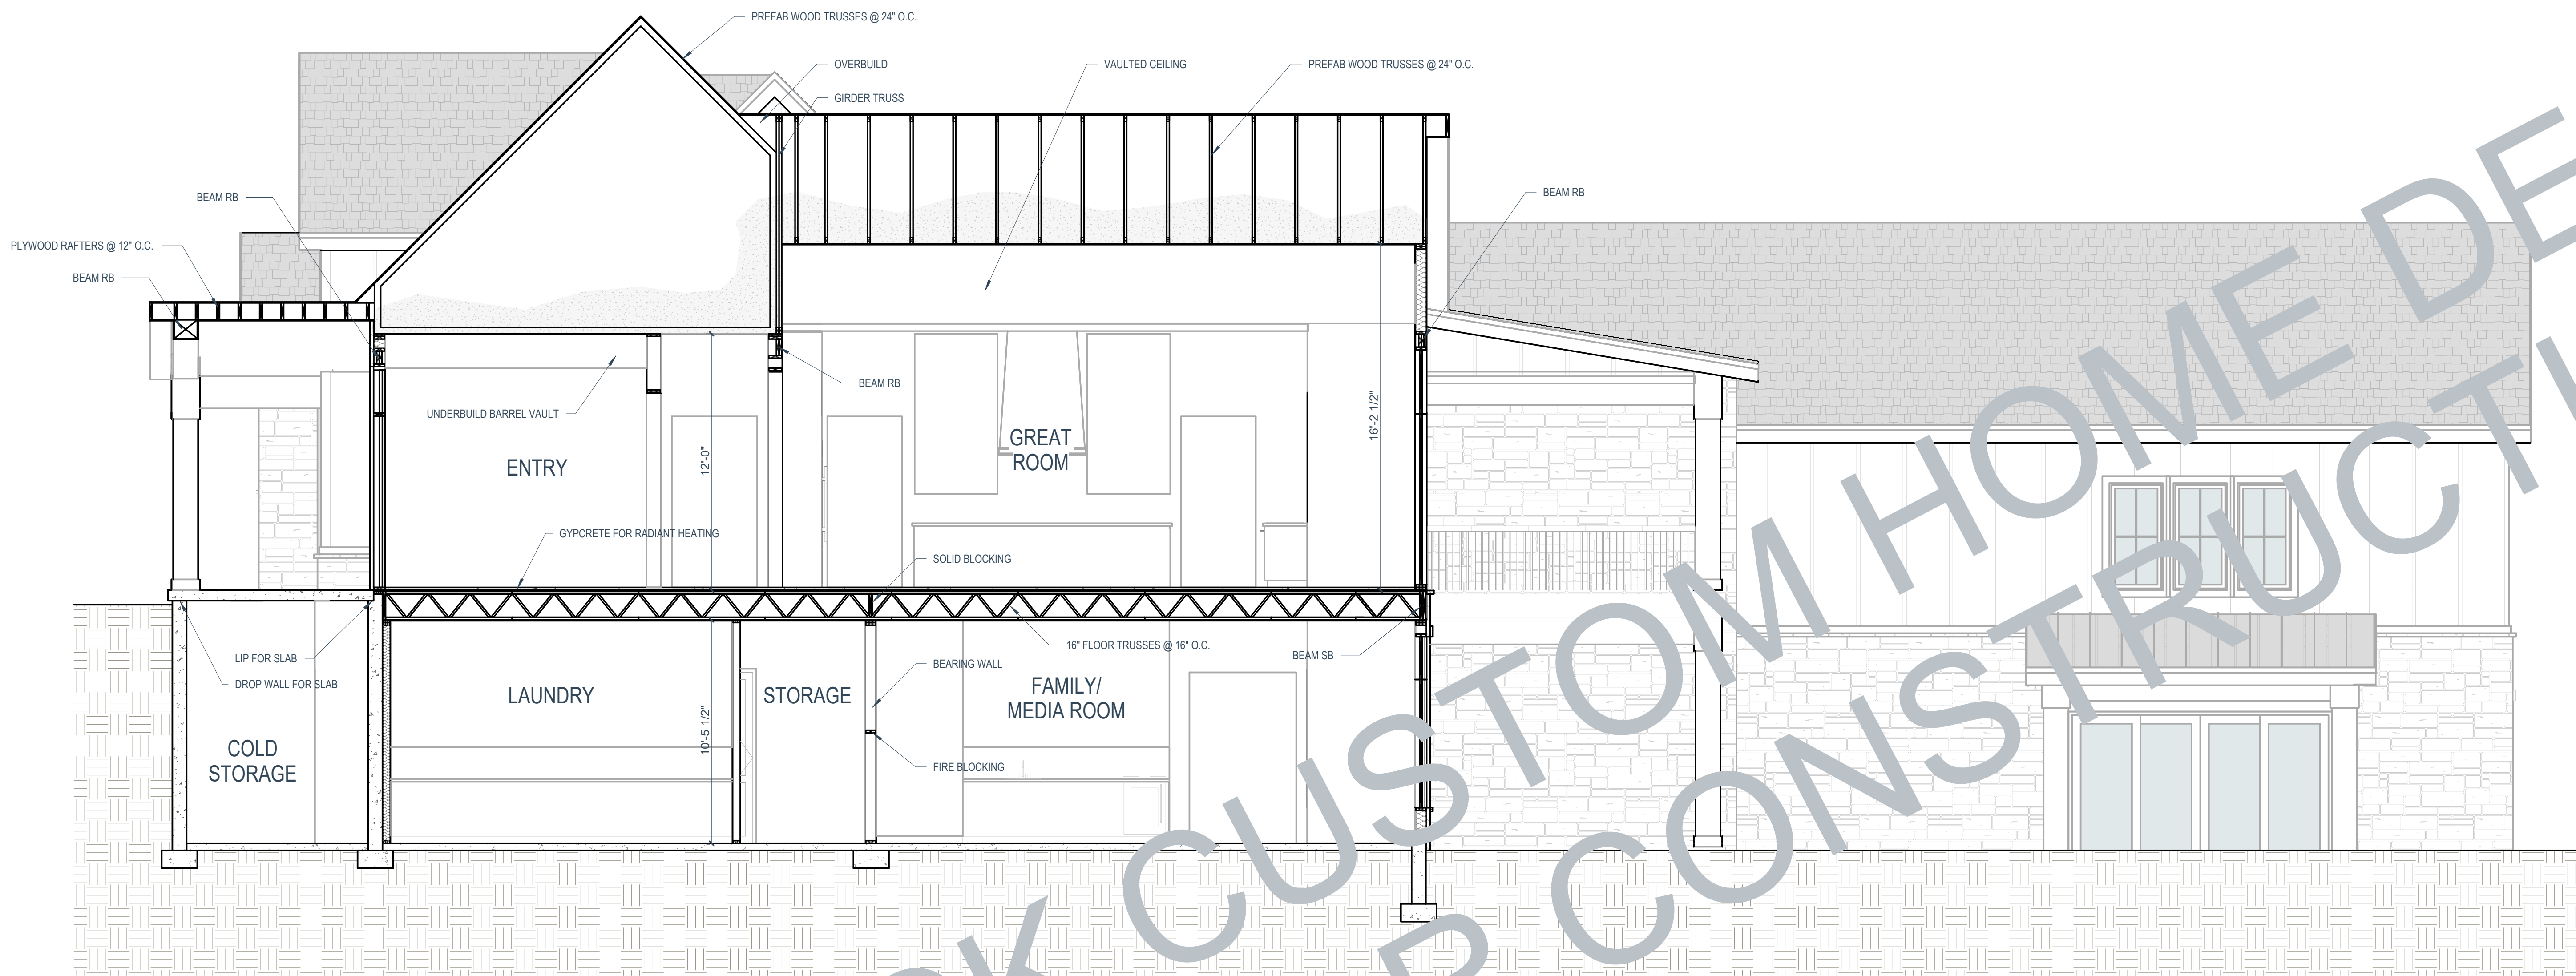 PREFAB WOOD TRUSSES @ 24" O.C.
OVERBUILD
VAULTED CEILING
PREFAB WOOD TRUSSES @ 24" O.C.
GIRDER TRUSS
BEAM RB
BEAM RB
PLYWOOD RAFTERS @ 12" O.C.
BEAM RB
BEAM RB
UNDERBUILD BARREL VAULT
16'-2 1/2"
GREAT
ROOM
ENTRY
12'-0"
GYPCRETE FOR RADIANT HEATING
SOLID BLOCKING
16" FLOOR TRUSSES @ 16" O.C.
BEAM SB
LIP FOR SLAB
BEARING WALL
DROP WALL FOR SLAB
LAUNDRY
STORAGE
FAMILY/
MEDIA ROOM
10'-5 1/2"
COLD
STORAGE
FIRE BLOCKING
CUSTOM HOME
CONSTRUCTI